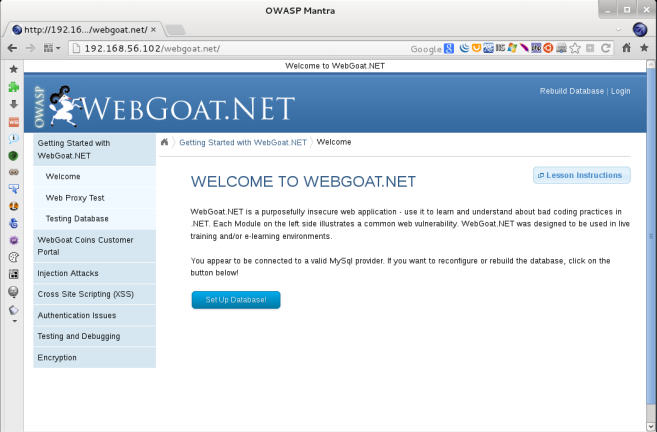 OWASP Mantra
http://192.16.../webgoat.net/ ×
192.168.56.102/webgoat.net/
Google
Welcome to WebGoat.NET
OWASP
WEBGOAT.NET
Rebuild Database | Login
Getting Started with
WebGoat.NET
Welcome
Web Proxy Test
Testing Database
WebGoat Coins Customer
Portal
Injection Attacks
Cross Site Scripting (XSS)
Authentication Issues
Testing and Debugging
Encryption
Getting Started with WebGoat.NET
Welcome
Lesson Instructions
WELCOME TO WEBGOAT.NET
WebGoat.NET is a purposefully insecure web application - use it to learn and understand about bad coding practices in
.NET. Each Module on the left side illustrates a common web vulnerability. WebGoat.NET was designed to be used in live
training and/or e-learning environments.
You appear to be connected to a valid MySql provider. If you want to reconfigure or rebuild the database, click on the
button below!
Set Up Database!